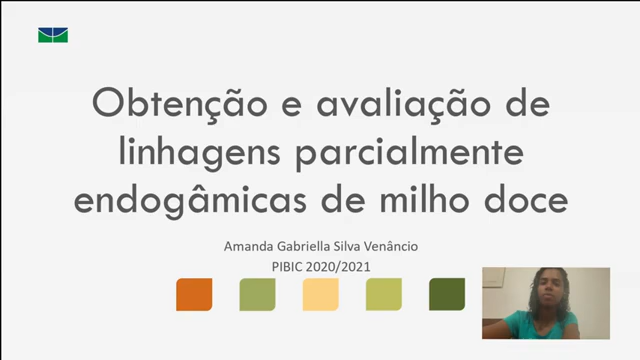 Obtenção e avaliação de
linhagens parcialmente
endogâmicas de milho doce
Amanda Gabriella Silva Venâncio
PIBIC 2020/2021